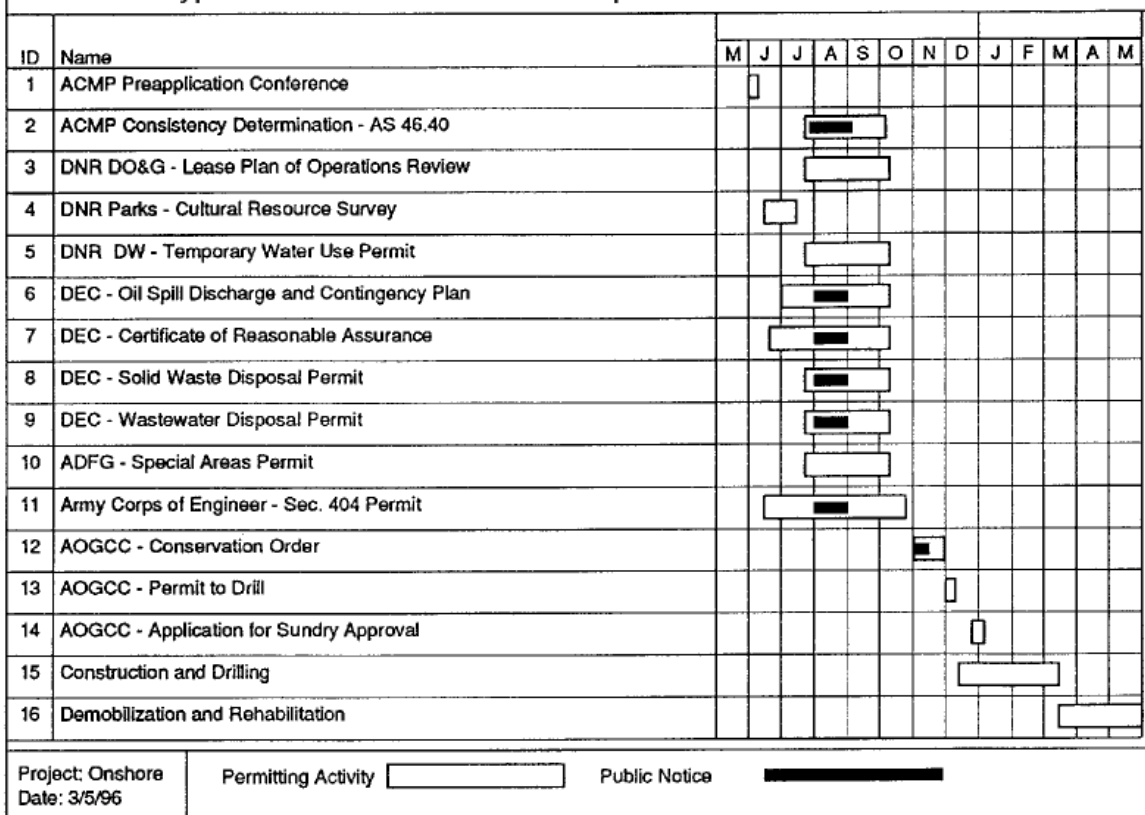 ID Name M J J A S O N D J F M A M
1 ACMP Preapplication Conference
2 ACMP Consistency Determination - AS 46.40
3 DNR DO&G - Lease Plan of Operations Review
4 DNR Parks - Cultural Resource Survey
5 DNR DW - Temporary Water Use Permit
6 DEC - Oil Spill Discharge and Contingency Plan
7 DEC - Certificate of Reasonable Assurance
8 DEC - Solid Waste Disposal Permit
9 DEC - Wastewater Disposal Permit
10 ADFG - Special Areas Permit
11 Army Corps of Engineer - Sec. 404 Permit
12 AOGCC - Conservation Order
13 AOGCC - Permit to Drill
14 AOGCC - Application for Sundry Approval
15 Construction and Drilling
16 Demobilization and Rehabilitation
Project: Onshore Permitting Activity Public Notice
Date: 3/5/96